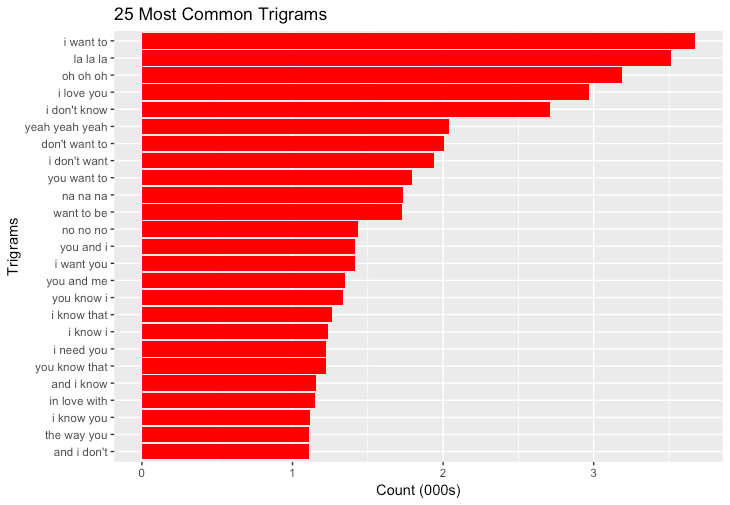 25 Most Common Trigrams
i want to
la la la
oh oh oh
i love you
i don't know
yeah yeah yeah
don't want to
i don't want
you want to
na na na
want to be
no no no
you and i
i want you
you and me
you know i
i know that
i know i
i need you
you know that
and i know
in love with
i know you
the way you
and i don't
Trigrams
0 1 2 3
Count (000s)